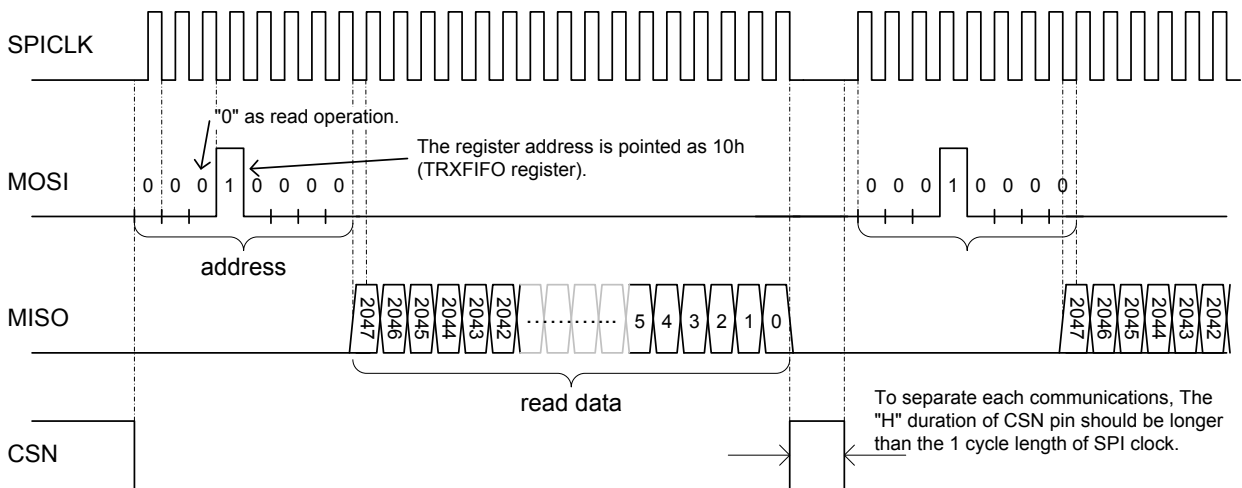 SPICLK
"0" as read operation.
The register address is pointed as 10h
(TRXFIFO register).
MOSI
0 0 0 1 0 0 0 0
0 0 0 1 0 0 0 0
address
MISO
2047 2046 2045 2044 2043 2042 ............ 5 4 3 2 1 0
2047 2046 2045 2044 2043 2042
read data
To separate each communications, The
"H" duration of CSN pin should be longer
than the 1 cycle length of SPI clock.
CSN